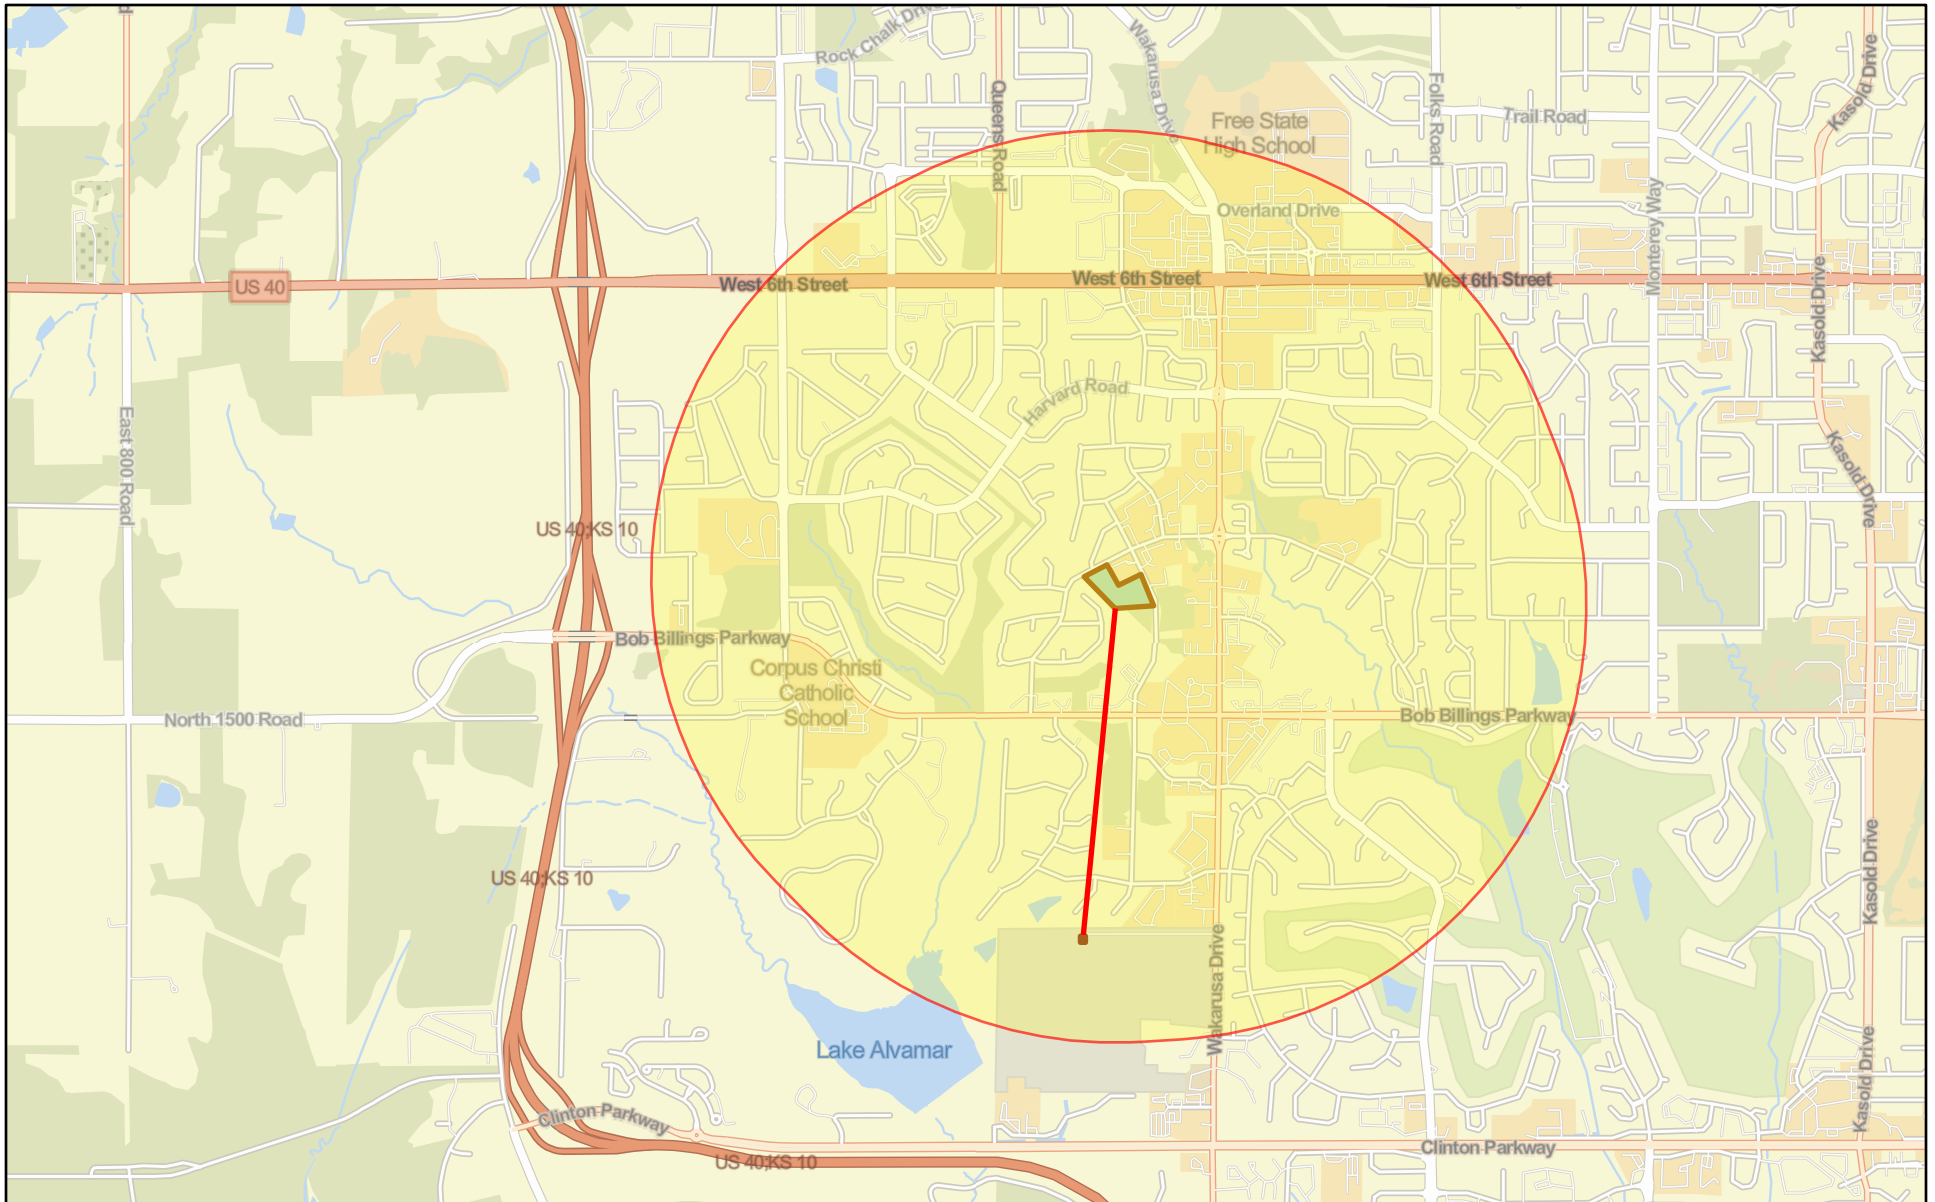 Rock Chalk Drive
Wakarusa Drive
Queens Road
Folks Road
Kasold Drive
Free State
High School
Trail Road
Overland Drive
Monterey Way
US 40
West 6th Street
West 6th Street
West 6th Street
Kasold Drive
Harvard Road
East 800 Road
Kasold Drive
US 40;KS 10
Bob Billings Parkway
Corpus Christi
Catholic
School
North 1500 Road
Bob Billings Parkway
US 40;KS 10
Kasold Drive
Wakarusa Drive
Lake Alvamar
Kasold Drive
Clinton Parkway
Clinton Parkway
US 40;KS 10